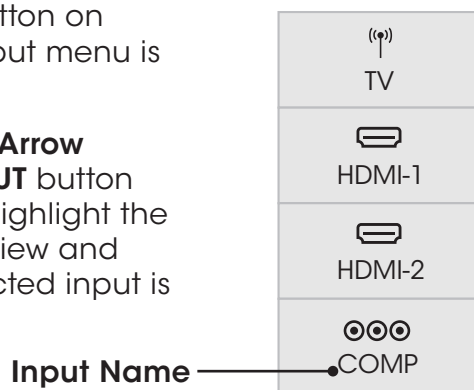 tton on
out menu is
Arrow
UT button
ighlight the
iew and
cted input is
Input Name
TV
HDMI-1
HDMI-2
COMP